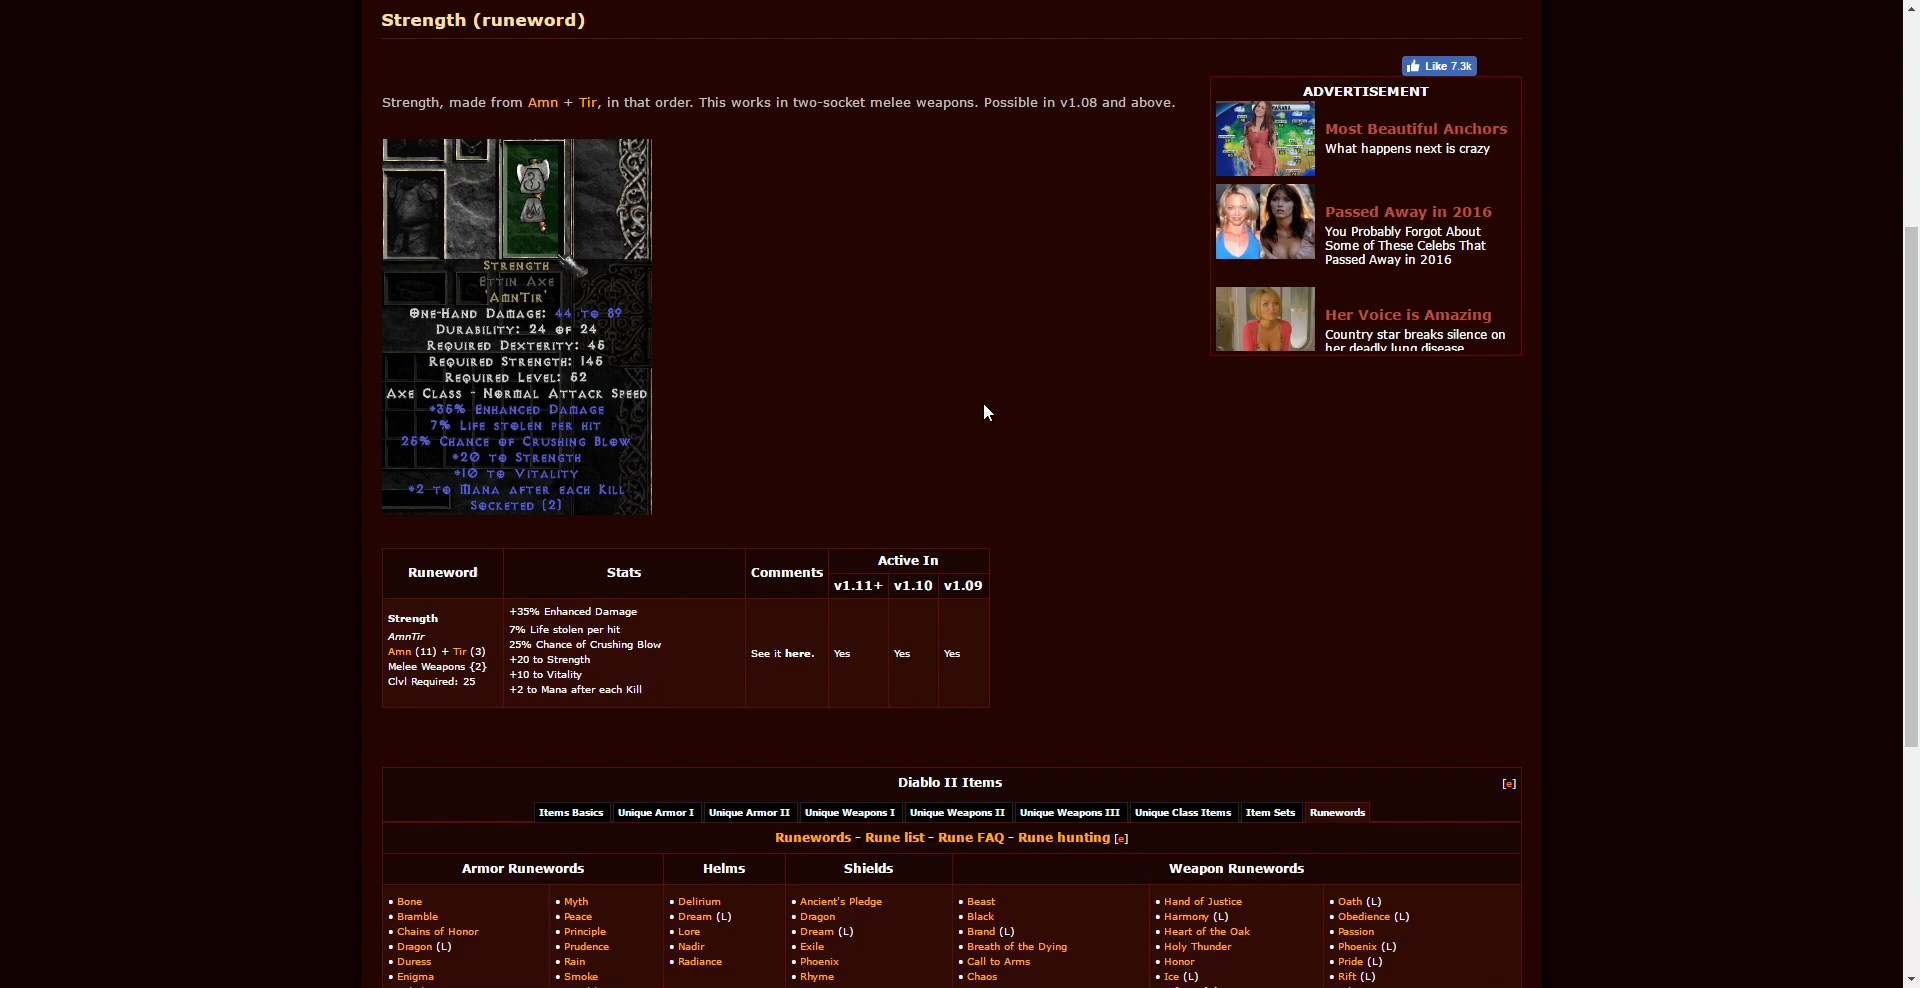 Strength (runeword)
Like 7.3k
Strength, made from Amn + Tir, in that order. This works in two-socket melee weapons. Possible in v1.08 and above.
ADVERTISEMENT
Most Beautiful Anchors
What happens next is crazy
Passed Away in 2016
You Probably Forgot About
Some of These Celebs That
Passed Away in 2016
Her Voice is Amazing
Country star breaks silence on
her deadly lung disease
Strength
Ettin Axe
'AmnTir'
One-Hand Damage: 44 to 89
Durability: 24 of 24
Required Dexterity: 45
Required Strength: 145
Required Level: 52
Axe Class - Normal Attack Speed
+35% Enhanced Damage
7% Life stolen per hit
25% Chance of Crushing Blow
+20 to Strength
+10 to Vitality
+2 to Mana after each Kill
Socketed (2)
Runeword Stats Comments Active In
v1.11+ v1.10 v1.09
Strength
AmnTir
Amn (11) + Tir (3)
Melee Weapons {2}
Clvl Required: 25
+35% Enhanced Damage
7% Life stolen per hit
25% Chance of Crushing Blow
+20 to Strength
+10 to Vitality
+2 to Mana after each Kill
See it here.
Yes Yes Yes
Diablo II Items [e]
Items Basics Unique Armor I Unique Armor II Unique Weapons I Unique Weapons II Unique Weapons III Unique Class Items Item Sets Runewords
Runewords - Rune list - Rune FAQ - Rune hunting [e]
Armor Runewords Helms Shields Weapon Runewords
• Bone
• Bramble
• Chains of Honor
• Dragon (L)
• Duress
• Enigma
• Myth
• Peace
• Principle
• Prudence
• Rain
• Smoke
• Delirium
• Dream (L)
• Lore
• Nadir
• Radiance
• Ancient's Pledge
• Dragon
• Dream (L)
• Exile
• Phoenix
• Rhyme
• Beast
• Black
• Brand (L)
• Breath of the Dying
• Call to Arms
• Chaos
• Hand of Justice
• Harmony (L)
• Heart of the Oak
• Holy Thunder
• Honor
• Ice (L)
• Oath (L)
• Obedience (L)
• Passion
• Phoenix (L)
• Pride (L)
• Rift (L)